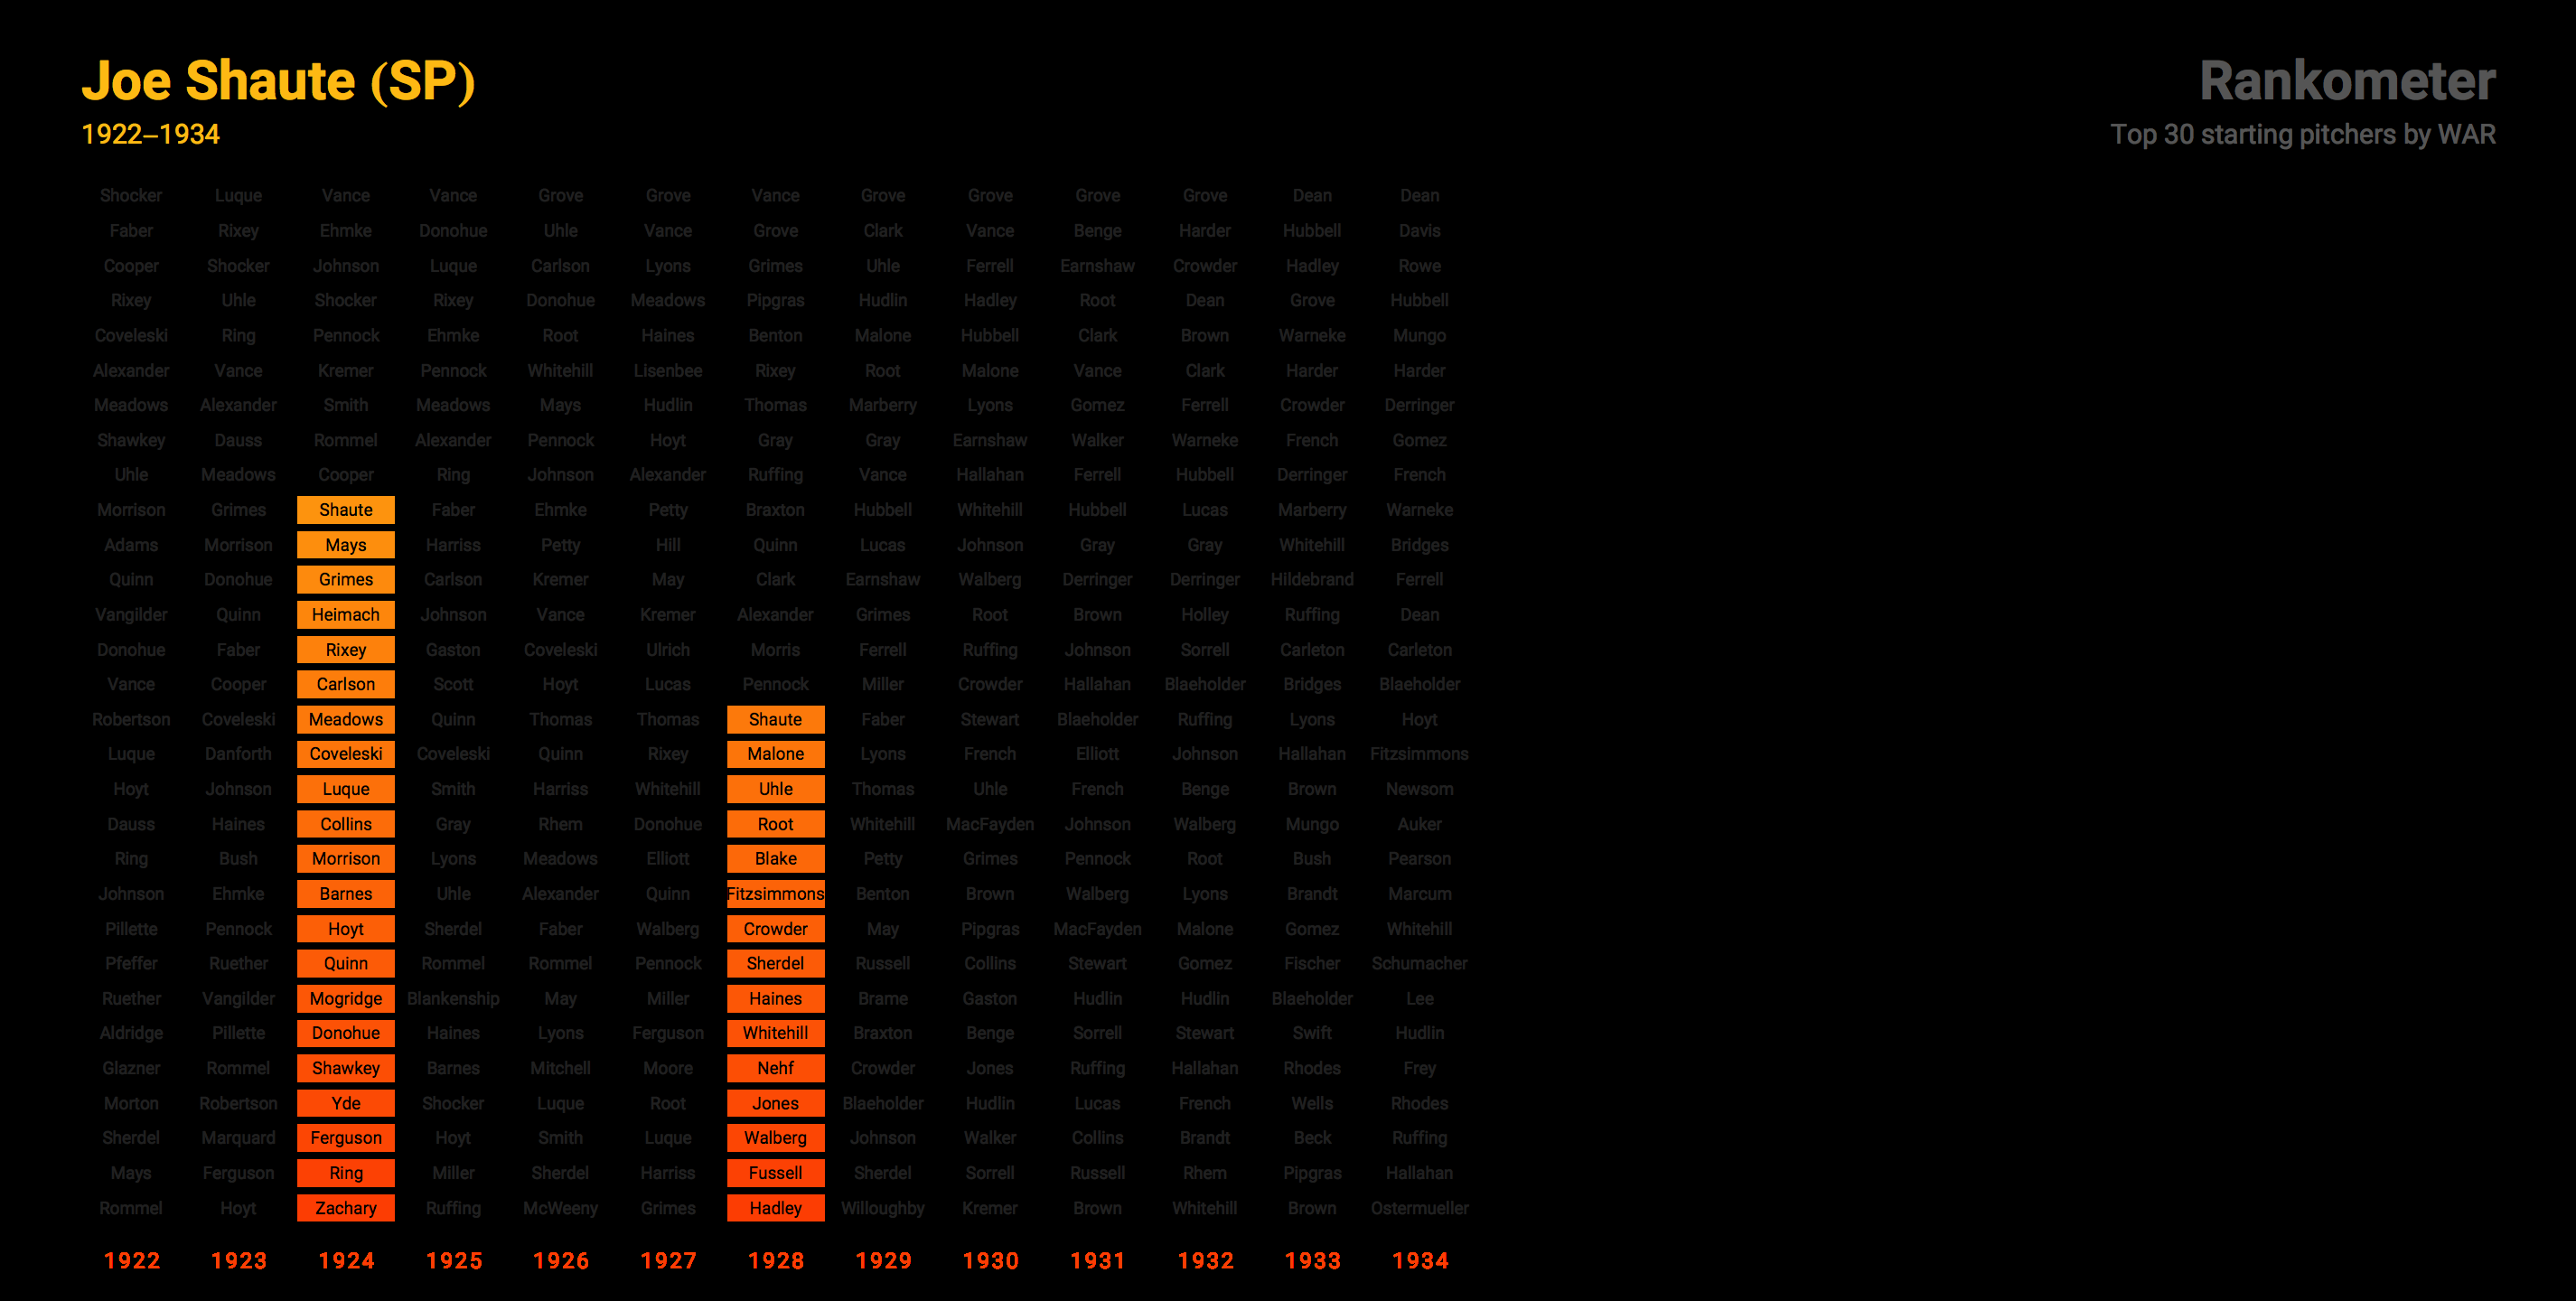 Joe Shaute (SP)
1922–1934
Rankometer
Top 30 starting pitchers by WAR
Shocker Luque Vance Vance Grove Grove Vance Grove Grove Grove Grove Dean Dean
Faber Rixey Ehmke Donohue Uhle Vance Grove Clark Vance Benge Harder Hubbell Davis
Cooper Shocker Johnson Luque Carlson Lyons Grimes Uhle Ferrell Earnshaw Crowder Hadley Rowe
Rixey Uhle Shocker Rixey Donohue Meadows Pipgras Hudlin Hadley Root Dean Grove Hubbell
Coveleski Ring Pennock Ehmke Root Haines Benton Malone Hubbell Clark Brown Warneke Mungo
Alexander Vance Kremer Pennock Whitehill Lisenbee Rixey Root Malone Vance Clark Harder Harder
Meadows Alexander Smith Meadows Mays Hudlin Thomas Marberry Lyons Gomez Ferrell Crowder Derringer
Shawkey Dauss Rommel Alexander Pennock Hoyt Gray Gray Earnshaw Walker Warneke French Gomez
Uhle Meadows Cooper Ring Johnson Alexander Ruffing Vance Hallahan Ferrell Hubbell Derringer French
Morrison Grimes Shaute Faber Ehmke Petty Braxton Hubbell Whitehill Hubbell Lucas Marberry Warneke
Adams Morrison Mays Harriss Petty Hill Quinn Lucas Johnson Gray Gray Whitehill Bridges
Quinn Donohue Grimes Carlson Kremer May Clark Earnshaw Walberg Derringer Derringer Hildebrand Ferrell
Vangilder Quinn Heimach Johnson Vance Kremer Alexander Grimes Root Brown Holley Ruffing Dean
Donohue Faber Rixey Gaston Coveleski Ulrich Morris Ferrell Ruffing Johnson Sorrell Carleton Carleton
Vance Cooper Carlson Scott Hoyt Lucas Pennock Miller Crowder Hallahan Blaeholder Bridges Blaeholder
Robertson Coveleski Meadows Quinn Thomas Thomas Shaute Faber Stewart Blaeholder Ruffing Lyons Hoyt
Luque Danforth Coveleski Coveleski Quinn Rixey Malone Lyons French Elliott Johnson Hallahan Fitzsimmons
Hoyt Johnson Luque Smith Harriss Whitehill Uhle Thomas Uhle French Benge Brown Newsom
Dauss Haines Collins Gray Rhem Donohue Root Whitehill MacFayden Johnson Walberg Mungo Auker
Ring Bush Morrison Lyons Meadows Elliott Blake Petty Grimes Pennock Root Bush Pearson
Johnson Ehmke Barnes Uhle Alexander Quinn Fitzsimmons Benton Brown Walberg Lyons Brandt Marcum
Pillette Pennock Hoyt Sherdel Faber Walberg Crowder May Pipgras MacFayden Malone Gomez Whitehill
Pfeffer Ruether Quinn Rommel Rommel Pennock Sherdel Russell Collins Stewart Gomez Fischer Schumacher
Ruether Vangilder Mogridge Blankenship May Miller Haines Brame Gaston Hudlin Hudlin Blaeholder Lee
Aldridge Pillette Donohue Haines Lyons Ferguson Whitehill Braxton Benge Sorrell Stewart Swift Hudlin
Glazner Rommel Shawkey Barnes Mitchell Moore Nehf Crowder Jones Ruffing Hallahan Rhodes Frey
Morton Robertson Yde Shocker Luque Root Jones Blaeholder Hudlin Lucas French Wells Rhodes
Sherdel Marquard Ferguson Hoyt Smith Luque Walberg Johnson Walker Collins Brandt Beck Ruffing
Mays Ferguson Ring Miller Sherdel Harriss Fussell Sherdel Sorrell Russell Rhem Pipgras Hallahan
Rommel Hoyt Zachary Ruffing McWeeny Grimes Hadley Willoughby Kremer Brown Whitehill Brown Ostermueller
1922 1923 1924 1925 1926 1927 1928 1929 1930 1931 1932 1933 1934